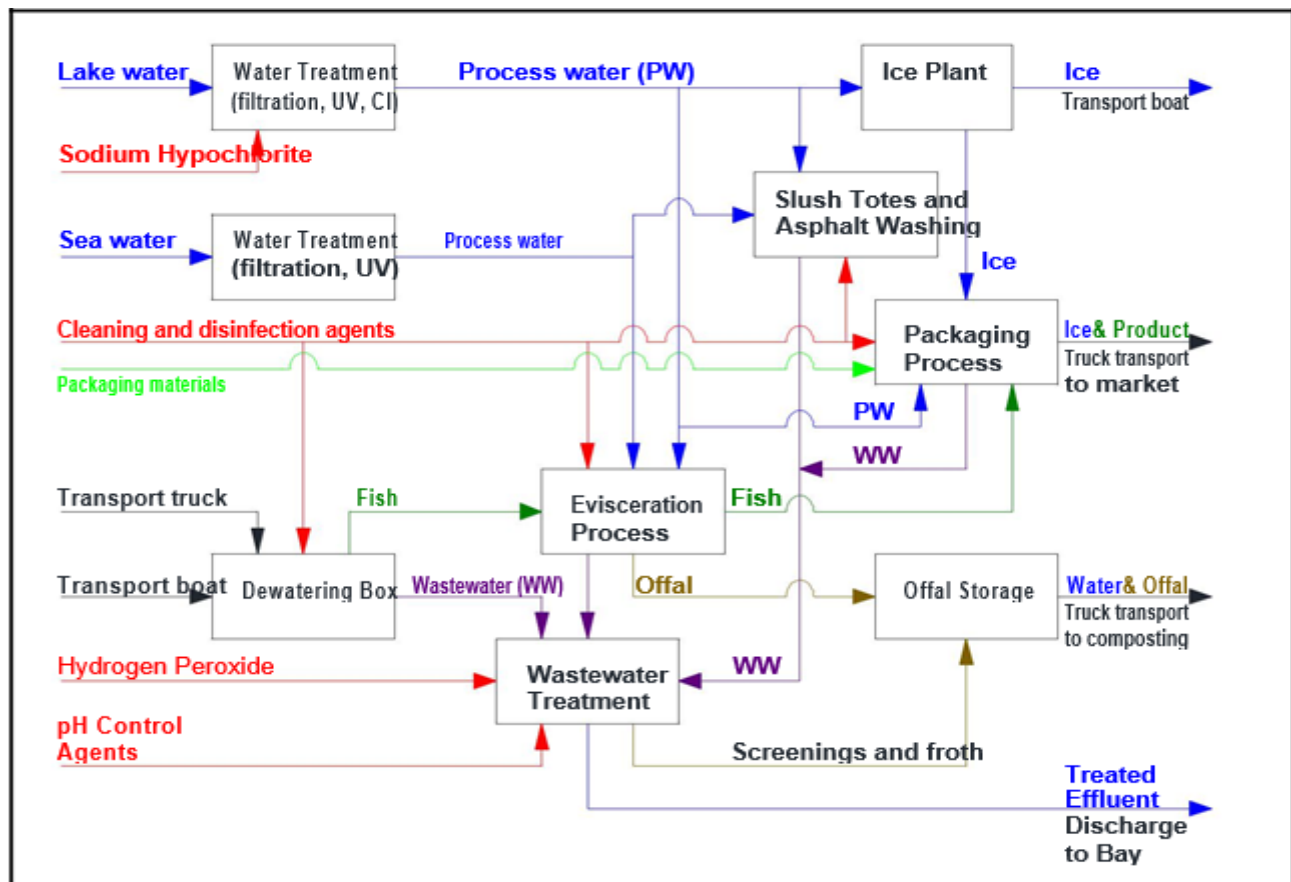 Lake water
Water Treatment
(filtration, UV, Cl)
Process water (PW)
Ice Plant
Ice
Transport boat
Sodium Hypochlorite
Slush Totes and
Asphalt Washing
Sea water
Water Treatment
(filtration, UV)
Process water
Ice
Cleaning and disinfection agents
Packaging
Process
Ice& Product
Truck transport
to market
Packaging materials
PW
WW
Transport truck
Fish
Evisceration
Process
Fish
Transport boat
Dewatering Box
Wastewater (WW)
Offal
Offal Storage
Water& Offal
Truck transport
to composting
Hydrogen Peroxide
Wastewater
Treatment
WW
pH Control
Agents
Screenings and froth
Treated
Effluent
Discharge
to Bay